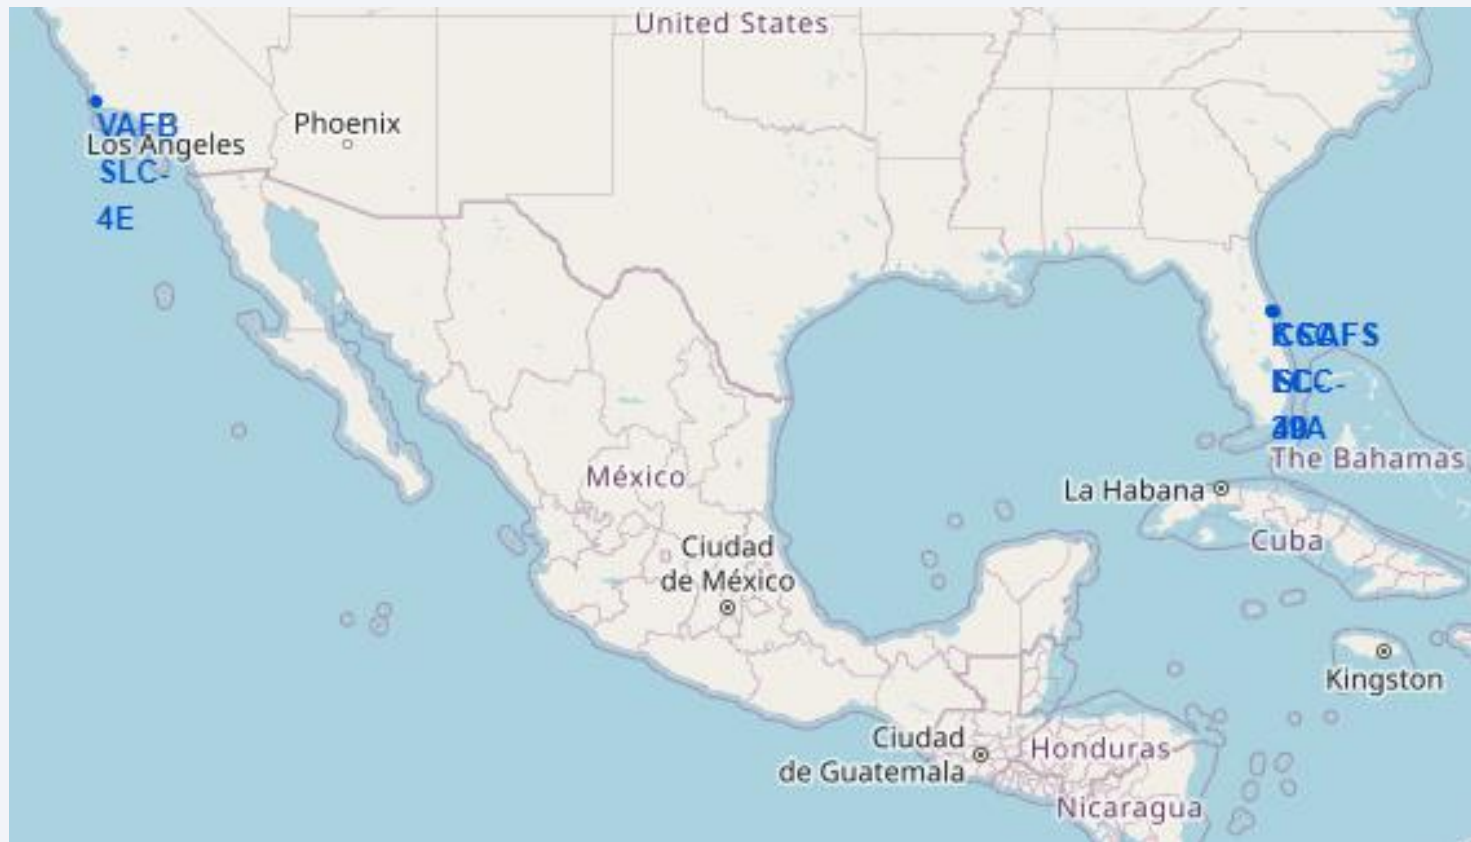 United States
Phoenix
VAFB
Los Angeles
SLC-
4E
México
The Bahamas
La Habana
Cuba
Ciudad
de México
Kingston
Ciudad
de Guatemala
Honduras
Nicaragua